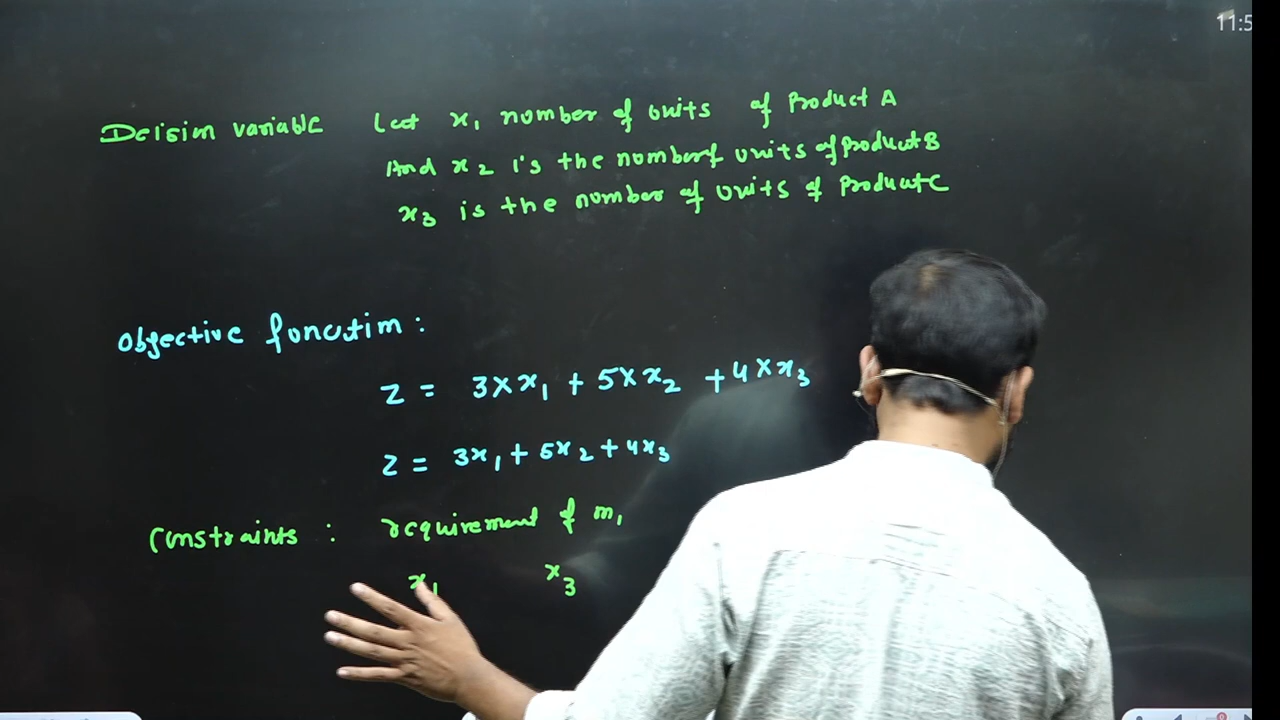 11:5
Decision variable Let x₁ number of units of Product A
And x₂ is the number of units of Product B
x₃ is the number of units of Product C
Objective function:
Z = 3×x₁ + 5×x₂ + 4×x₃
Z = 3x₁ + 5x₂ + 4x₃
Constraints : requirement of m₁
x₁ x₃